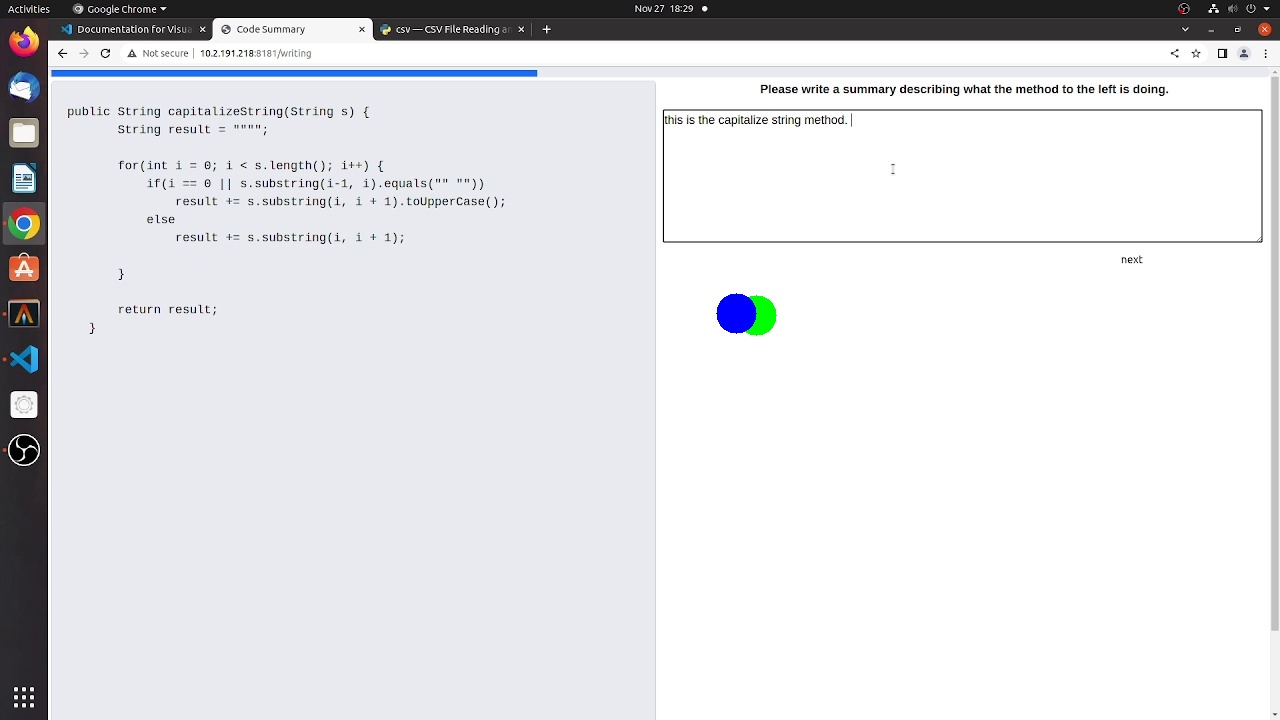 Activities
Google Chrome
Nov 27 18:29
Documentation for Visua
Code Summary
csv — CSV File Reading a
Not secure
10.2.191.218:8181/writing
public String capitalizeString(String s) {
String result = """";
for(int i = 0; i < s.length(); i++) {
if(i == 0 || s.substring(i-1, i).equals("" ""))
result += s.substring(i, i + 1).toUpperCase();
else
result += s.substring(i, i + 1);
}
return result;
}
Please write a summary describing what the method to the left is doing.
this is the capitalize string method.
next